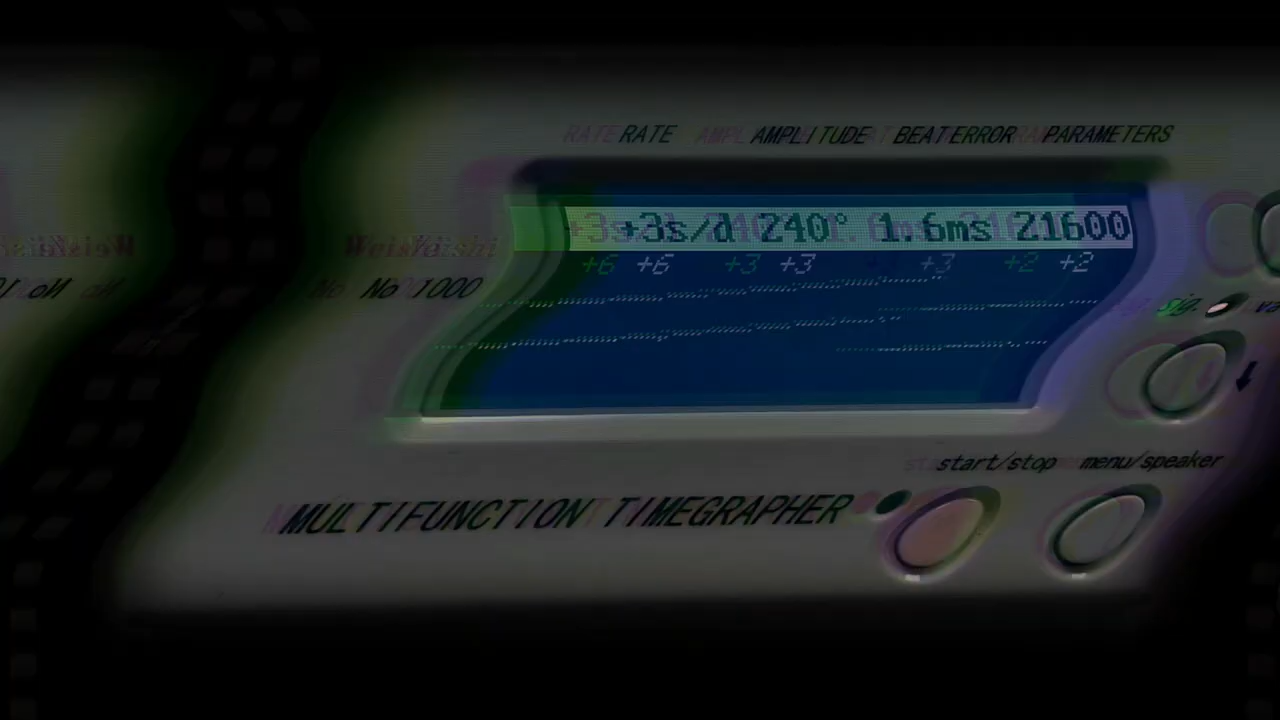 RATE AMPLITUDE BEAT ERROR PARAMETERS
+3s/d 240° 1.6ms 21600
+6 +3 +3 +2
Weishi
No 1000
sig.
start/stop menu/speaker
MULTIFUNCTION TIMEGRAPHER